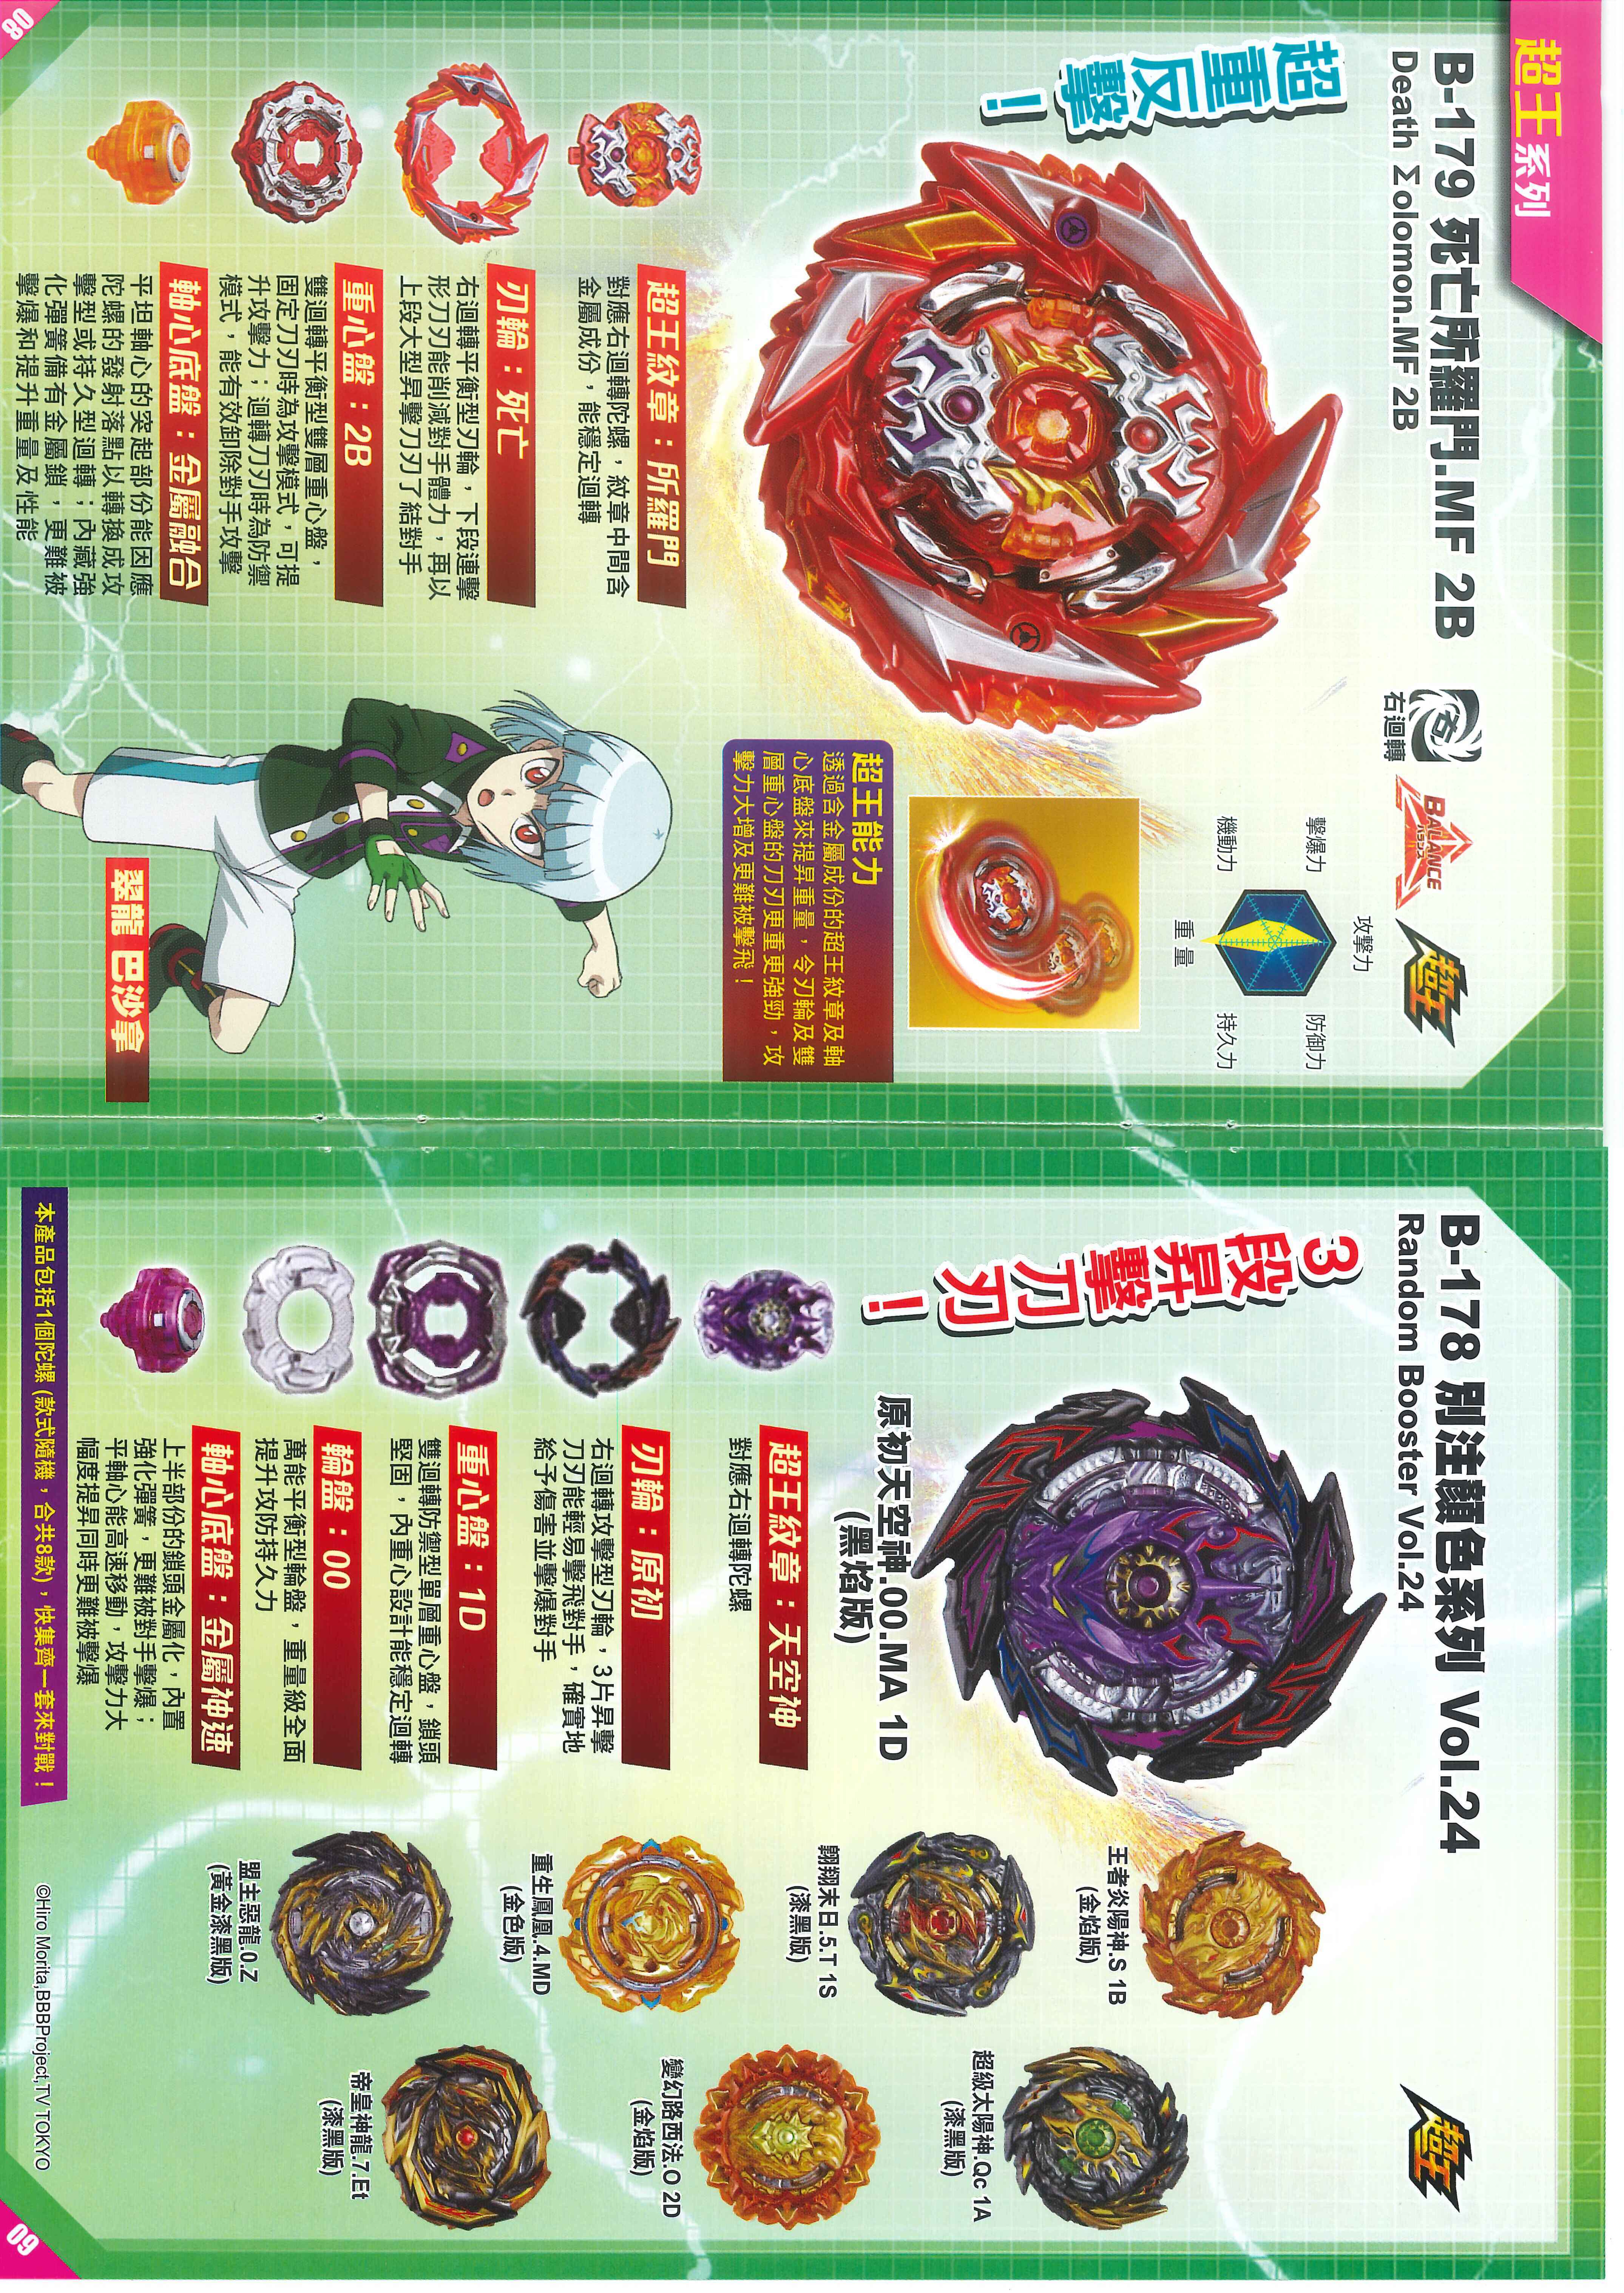 超王系列
B-179 死亡所羅門.MF 2B
Death Σolomon.MF 2B
右
右迴轉
BALANCE
バランス
超王
超重反擊！
攻擊力
擊爆力
防御力
機動力
持久力
重量
超王能力
透過含金屬成份的超王紋章及軸
心底盤來提昇重量，令刃輪及雙
層重心盤的刀刃更重更強勁，攻
擊力大增及更難被擊飛！
超王紋章：所羅門
對應右迴轉陀螺，紋章中間含
金屬成份，能穩定迴轉
刃輪：死亡
右迴轉平衡型刃輪，下段連擊
形刀刃能削減對手體力，再以
上段大型昇擊刀刃了結對手
重心盤：2B
雙迴轉平衡型雙層重心盤，
固定刀刃時為攻擊模式，可提
升攻擊力；迴轉刀刃時為防禦
模式，能有效卸除對手攻擊
軸心底盤：金屬融合
平坦軸心的突起部份能因應
陀螺的發射落點以轉換成攻
擊型或持久型迴轉；內藏強
化彈簧備有金屬鎖，更難被
擊爆和提升重量及性能
翠龍 巴沙拿
08
B-178 別注顏色系列 Vol.24
Random Booster Vol.24
超王
3段昇擊刀刃！
原初天空神.00.MA 1D
(黑焰版)
王者炎陽神.S 1B
(金焰版)
超級太陽神.Qc 1A
(漆黑版)
翱翔末日.5.T 1S
(漆黑版)
變幻路西法.O 2D
(金焰版)
重生鳳凰.4.MD
(金色版)
帝皇神龍.7.Et
(漆黑版)
盟主惡龍.0.Z
(黃金漆黑版)
超王紋章：天空神
對應右迴轉陀螺
刃輪：原初
右迴轉攻擊型刃輪，3片昇擊
刀刃能輕易擊飛對手，確實地
給予傷害並擊爆對手
重心盤：1D
雙迴轉防禦型單層重心盤，鎖頭
堅固，內重心設計能穩定迴轉
輪盤：00
萬能平衡型輪盤，重量級全面
提升攻防持久力
軸心底盤：金屬神速
上半部份的鎖頭金屬化，內置
強化彈簧，更難被對手擊爆；
平軸心能高速移動，攻擊力大
幅度提昇同時更難被擊爆
本產品包括1個陀螺 (款式隨機，合共8款)，快集齊一套來對戰！
©Hiro Morita,BBBProject,TV TOKYO
09